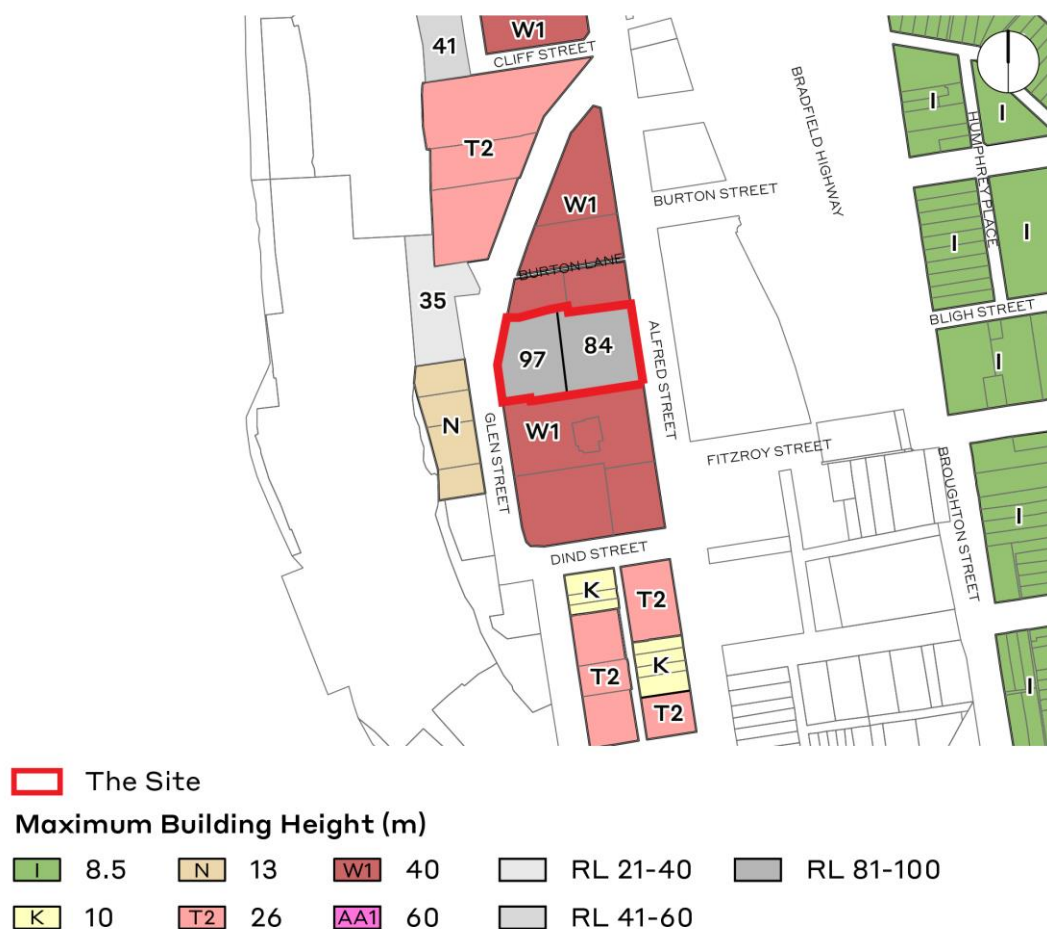 41
W1
CLIFF STREET
T2
W1
BRADFIELD HIGHWAY
I
I
HUMPHREY PLACE
BURTON STREET
I
I
BURTON LANE
35
BLIGH STREET
97
84
ALFRED STREET
I
N
GLEN STREET
W1
FITZROY STREET
BROUGHTON STREET
I
DIND STREET
K
T2
K
T2
T2
I
The Site
Maximum Building Height (m)
I 8.5 N 13 W1 40 RL 21-40 RL 81-100
K 10 T2 26 AA1 60 RL 41-60